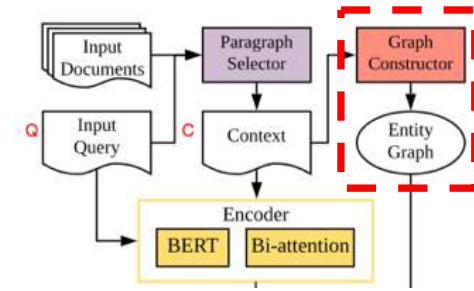 Input
Documents
Paragraph
Selector
Graph
Constructor
Q
Input
Query
C
Context
Entity
Graph
Encoder
BERT
Bi-attention